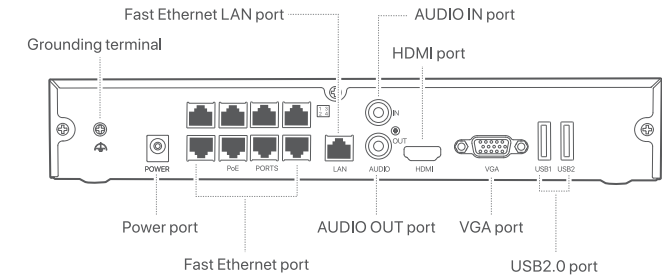 Fast Ethernet LAN port
AUDIO IN port
Grounding terminal
HDMI port
IN
OUT
POWER
PoE PORTS
LAN
AUDIO
HDMI
VGA
USB1 USB2
Power port
AUDIO OUT port
VGA port
Fast Ethernet port
USB2.0 port